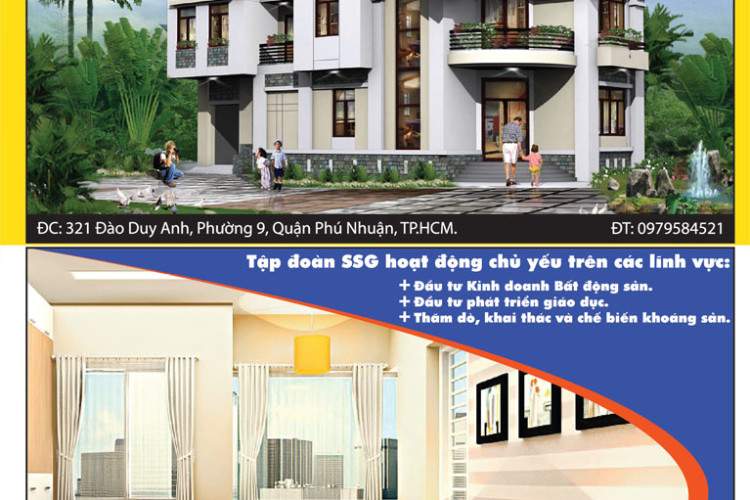 ĐC: 321 Đào Duy Anh, Phường 9, Quận Phú Nhuận, TP.HCM. ĐT: 0979584521
Tập đoàn SSG hoạt động chủ yếu trên các lĩnh vực:
+ Đầu tư Kinh doanh Bất động sản.
+ Đầu tư phát triển giáo dục.
+ Thăm dò, khai thác và chế biến khoáng sản.